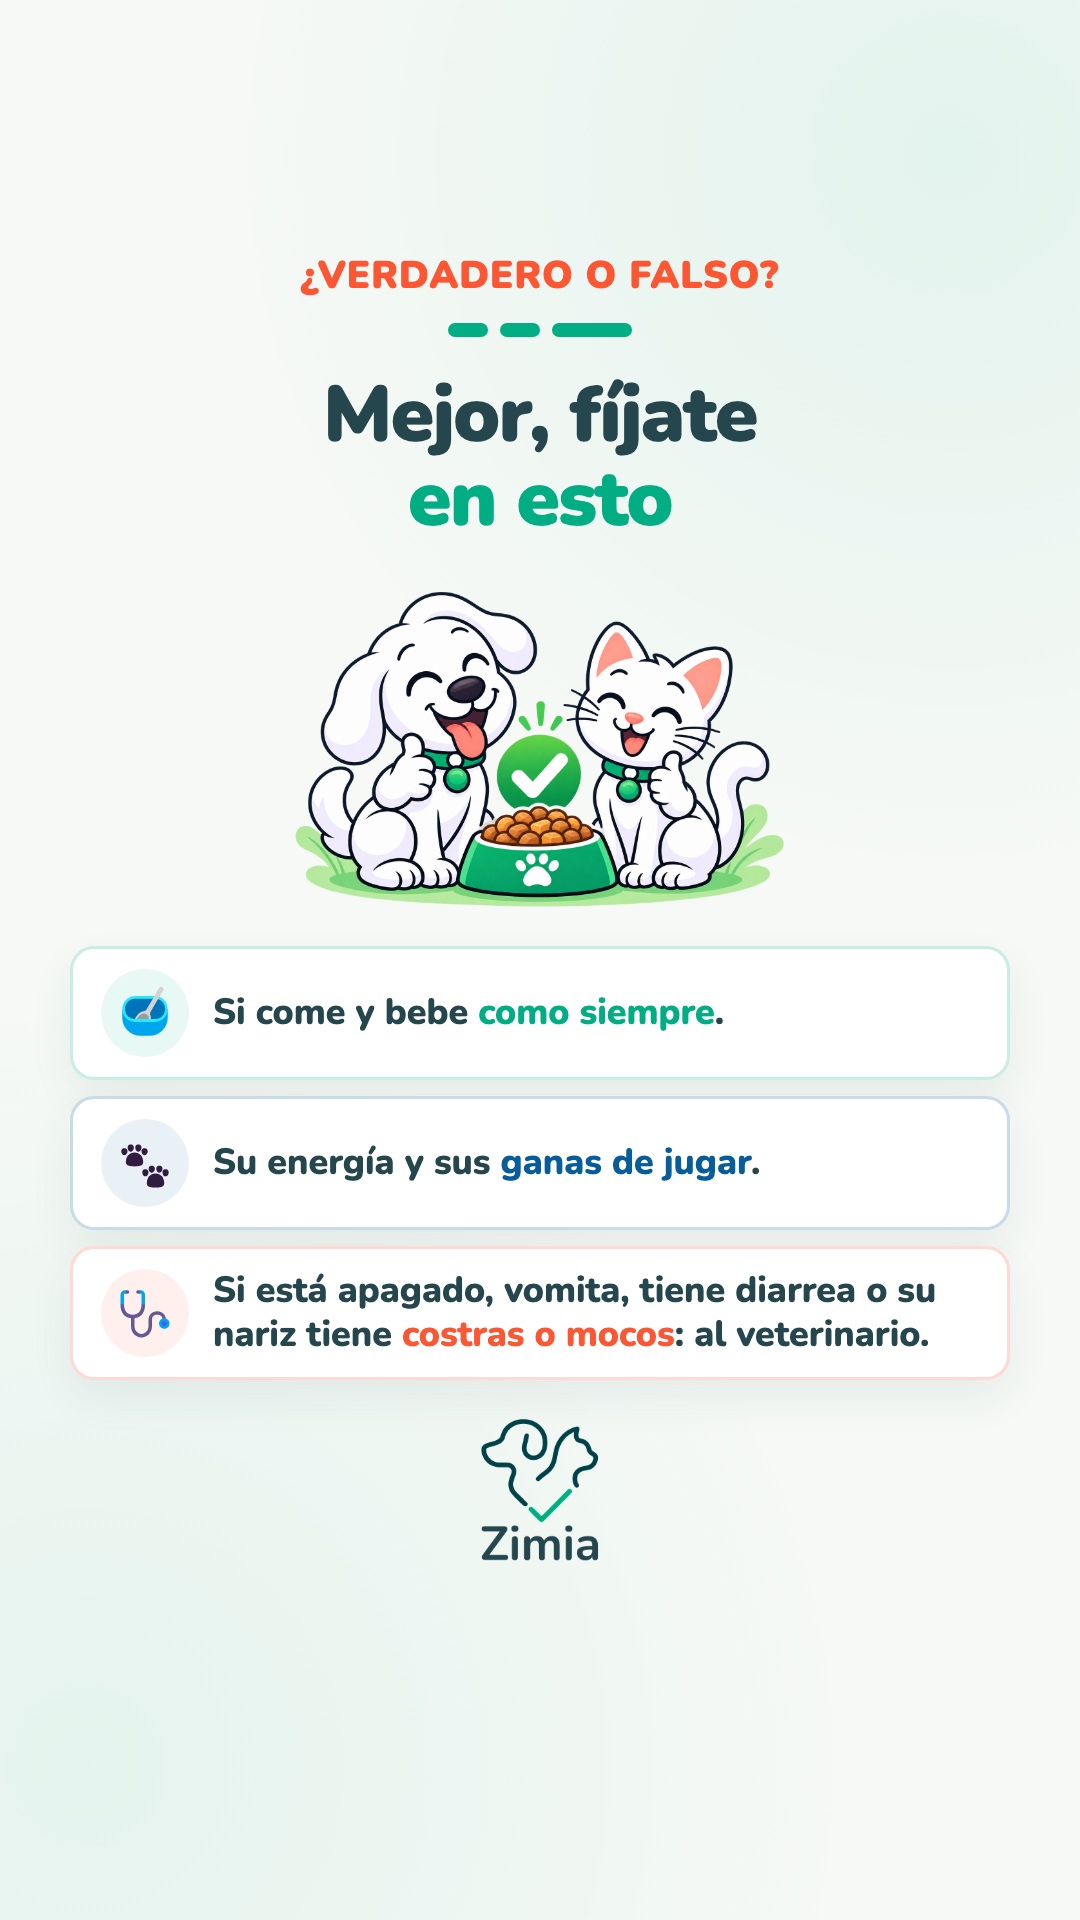 ¿VERDADERO O FALSO?
Mejor, fíjate
en esto
Si come y bebe como siempre.
Su energía y sus ganas de jugar.
Si está apagado, vomita, tiene diarrea o su
nariz tiene costras o mocos: al veterinario.
Zimia